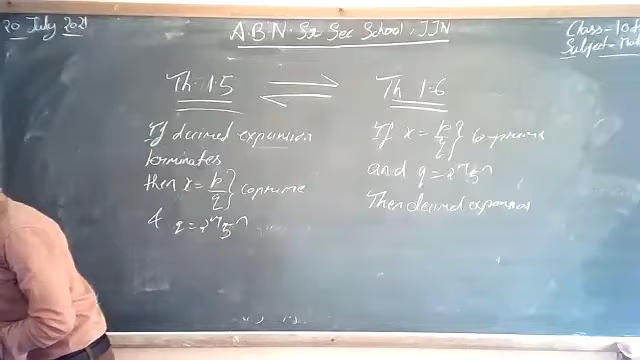 20 July 2021
A.B.N. Sr Sec School, JJN
Class-10th
Subject-Mat
Th. 1.5
Th 1.6
If decimal expansion
terminates
then x = p/q } coprime
& q = 2^m 5^n
If x = p/q } coprime
and q = 2^m 5^n
Then decimal expansion